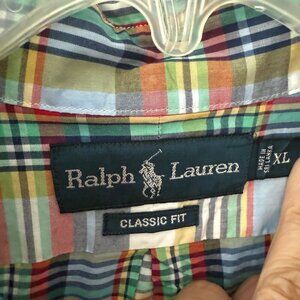 Ralph Lauren
CLASSIC FIT
MADE IN
SRI LANKA
XL